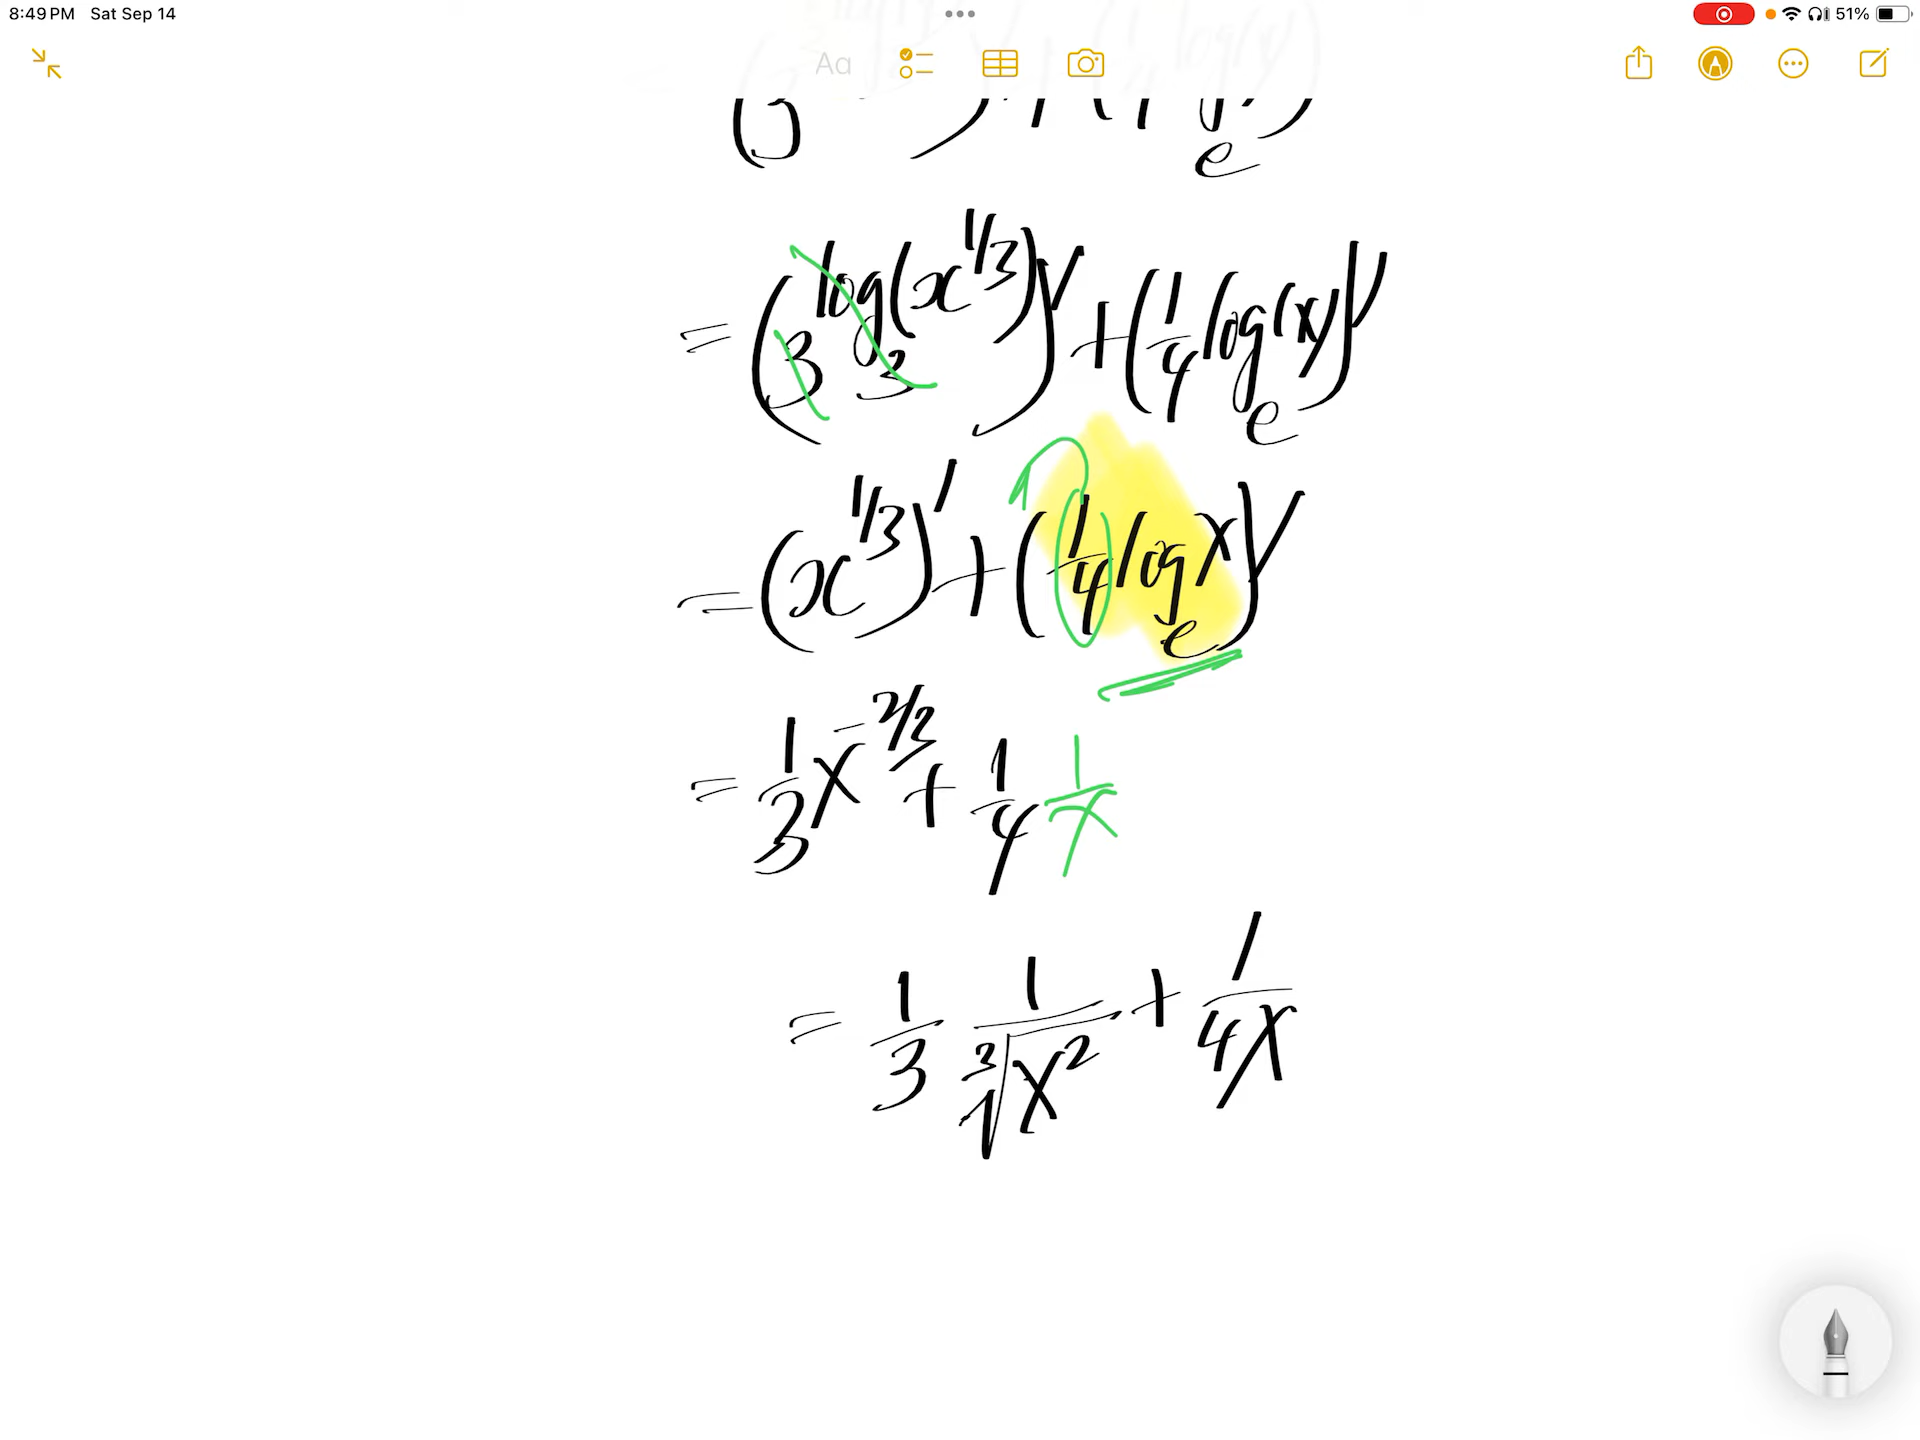 8:49 PM Sat Sep 14
51%
Aa
= (3^log_3(x^1/3))' + (1/4 log_e(x))'
= (x^1/3)' + (1/4 log_e x)'
= 1/3 x^-2/3 + 1/4 1/x
= 1/3 1/∛x² + 1/4x